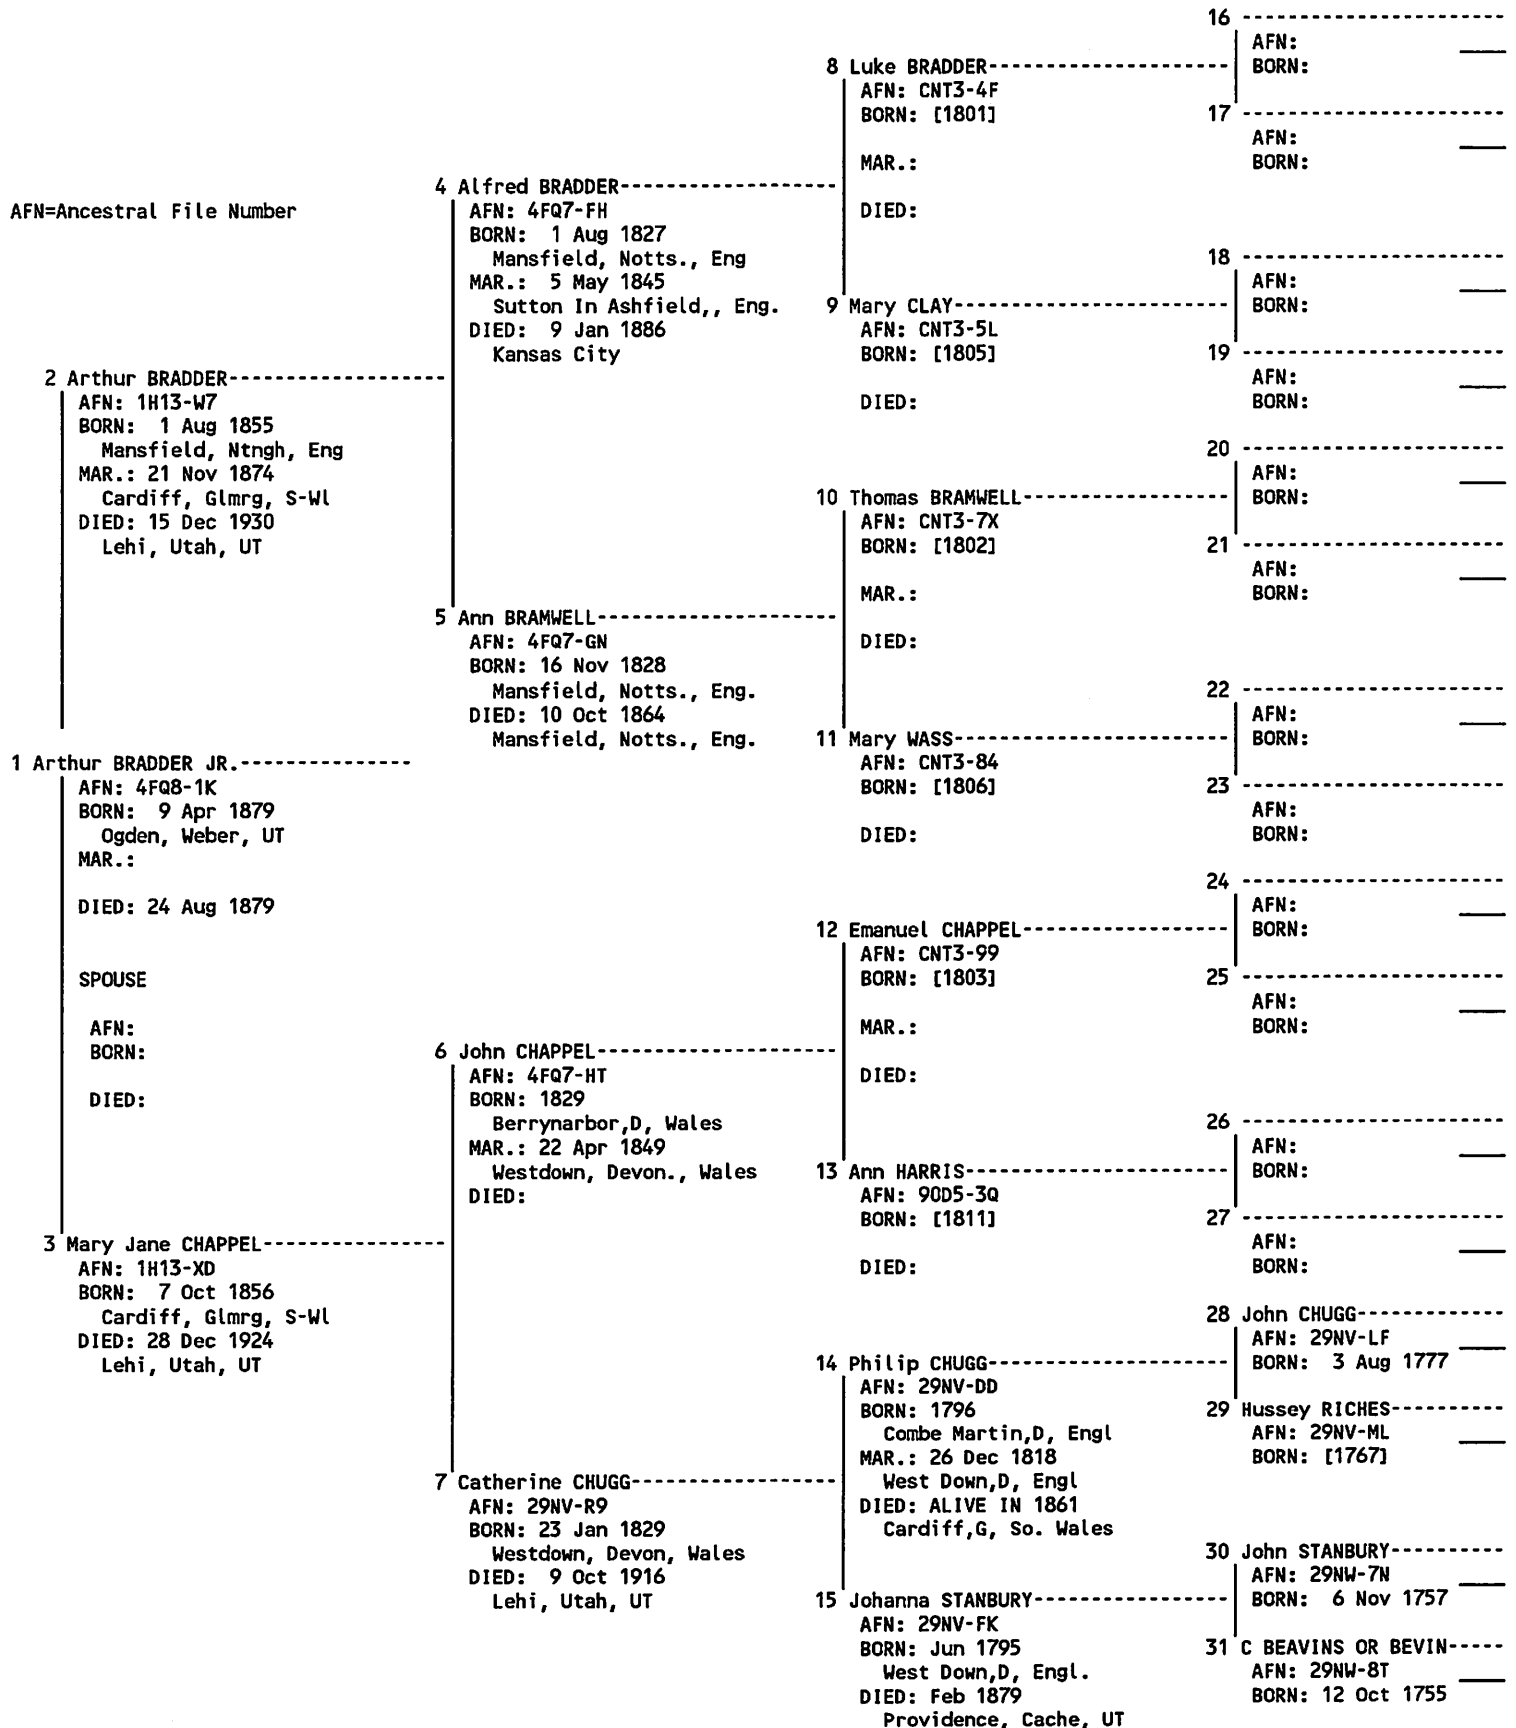 AFN=Ancestral File Number
1 Arthur BRADDER JR.---------------
AFN: 4FQ8-1K
BORN:  9 Apr 1879
Ogden, Weber, UT
MAR.:
DIED: 24 Aug 1879
SPOUSE
AFN:
BORN:
DIED:
2 Arthur BRADDER-------------------
AFN: 1H13-W7
BORN:  1 Aug 1855
Mansfield, Ntngh, Eng
MAR.: 21 Nov 1874
Cardiff, Glmrg, S-Wl
DIED: 15 Dec 1930
Lehi, Utah, UT
3 Mary Jane CHAPPEL----------------
AFN: 1H13-XD
BORN:  7 Oct 1856
Cardiff, Glmrg, S-Wl
DIED: 28 Dec 1924
Lehi, Utah, UT
4 Alfred BRADDER-------------------
AFN: 4FQ7-FH
BORN:  1 Aug 1827
Mansfield, Notts., Eng
MAR.:  5 May 1845
Sutton In Ashfield,, Eng.
DIED:  9 Jan 1886
Kansas City
5 Ann BRAMWELL---------------------
AFN: 4FQ7-GN
BORN: 16 Nov 1828
Mansfield, Notts., Eng.
DIED: 10 Oct 1864
Mansfield, Notts., Eng.
6 John CHAPPEL---------------------
AFN: 4FQ7-HT
BORN: 1829
Berrynarbor,D, Wales
MAR.: 22 Apr 1849
Westdown, Devon., Wales
DIED:
7 Catherine CHUGG------------------
AFN: 29NV-R9
BORN: 23 Jan 1829
Westdown, Devon, Wales
DIED:  9 Oct 1916
Lehi, Utah, UT
8 Luke BRADDER---------------------
AFN: CNT3-4F
BORN: [1801]
MAR.:
DIED:
9 Mary CLAY------------------------
AFN: CNT3-5L
BORN: [1805]
DIED:
10 Thomas BRAMWELL------------------
AFN: CNT3-7X
BORN: [1802]
MAR.:
DIED:
11 Mary WASS------------------------
AFN: CNT3-84
BORN: [1806]
DIED:
12 Emanuel CHAPPEL------------------
AFN: CNT3-99
BORN: [1803]
MAR.:
DIED:
13 Ann HARRIS-----------------------
AFN: 90D5-3Q
BORN: [1811]
DIED:
14 Philip CHUGG---------------------
AFN: 29NV-DD
BORN: 1796
Combe Martin,D, Engl
MAR.: 26 Dec 1818
West Down,D, Engl
DIED: ALIVE IN 1861
Cardiff,G, So. Wales
15 Johanna STANBURY-----------------
AFN: 29NV-FK
BORN: Jun 1795
West Down,D, Engl.
DIED: Feb 1879
Providence, Cache, UT
16 -----------------------
AFN:
BORN:
17 -----------------------
AFN:
BORN:
18 -----------------------
AFN:
BORN:
19 -----------------------
AFN:
BORN:
20 -----------------------
AFN:
BORN:
21 -----------------------
AFN:
BORN:
22 -----------------------
AFN:
BORN:
23 -----------------------
AFN:
BORN:
24 -----------------------
AFN:
BORN:
25 -----------------------
AFN:
BORN:
26 -----------------------
AFN:
BORN:
27 -----------------------
AFN:
BORN:
28 John CHUGG-------------
AFN: 29NV-LF
BORN:  3 Aug 1777
29 Hussey RICHES----------
AFN: 29NV-ML
BORN: [1767]
30 John STANBURY----------
AFN: 29NW-7N
BORN:  6 Nov 1757
31 C BEAVINS OR BEVIN-----
AFN: 29NW-8T
BORN: 12 Oct 1755